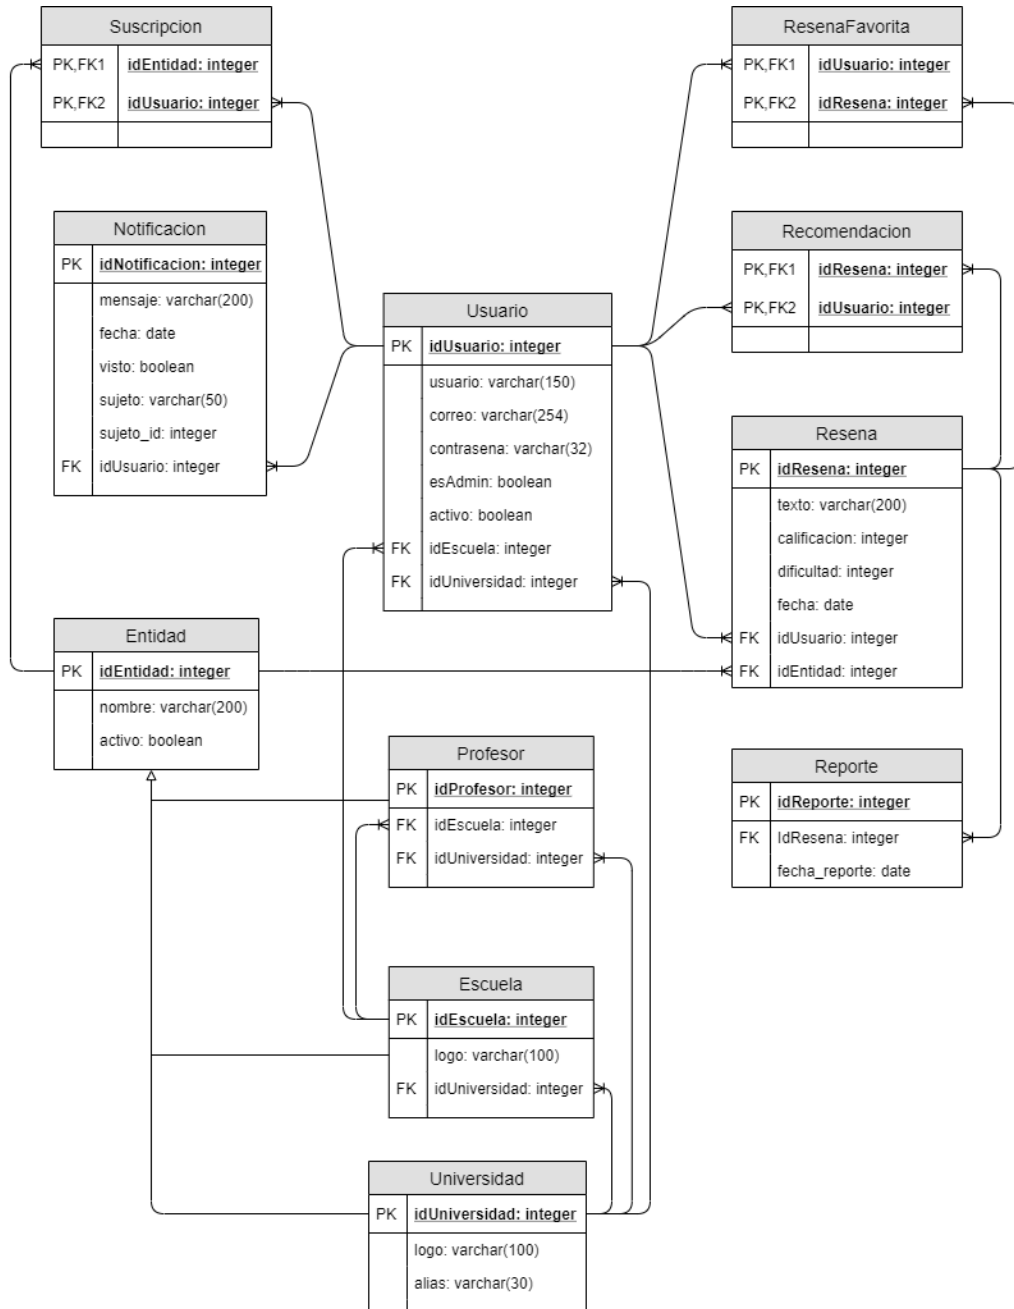 Suscripcion
PK,FK1 idEntidad: integer
PK,FK2 idUsuario: integer
ResenaFavorita
PK,FK1 idUsuario: integer
PK,FK2 idResena: integer
Notificacion
PK idNotificacion: integer
mensaje: varchar(200)
fecha: date
visto: boolean
sujeto: varchar(50)
sujeto_id: integer
FK idUsuario: integer
Usuario
PK idUsuario: integer
usuario: varchar(150)
correo: varchar(254)
contrasena: varchar(32)
esAdmin: boolean
activo: boolean
FK idEscuela: integer
FK idUniversidad: integer
Recomendacion
PK,FK1 idResena: integer
PK,FK2 idUsuario: integer
Resena
PK idResena: integer
texto: varchar(200)
calificacion: integer
dificultad: integer
fecha: date
FK idUsuario: integer
FK idEntidad: integer
Entidad
PK idEntidad: integer
nombre: varchar(200)
activo: boolean
Profesor
PK idProfesor: integer
FK idEscuela: integer
FK idUniversidad: integer
Reporte
PK idReporte: integer
FK IdResena: integer
fecha_reporte: date
Escuela
PK idEscuela: integer
logo: varchar(100)
FK idUniversidad: integer
Universidad
PK idUniversidad: integer
logo: varchar(100)
alias: varchar(30)